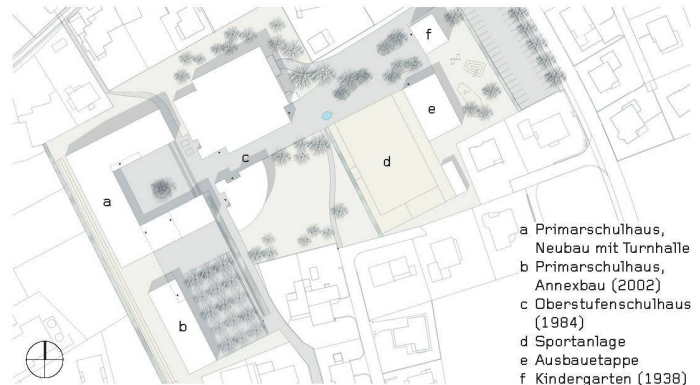 f
e
c
d
a
b
a Primarschulhaus,
Neubau mit Turnhalle
b Primarschulhaus,
Annexbau (2002)
c Oberstufenschulhaus
(1984)
d Sportanlage
e Ausbauetappe
f Kindergarten (1938)